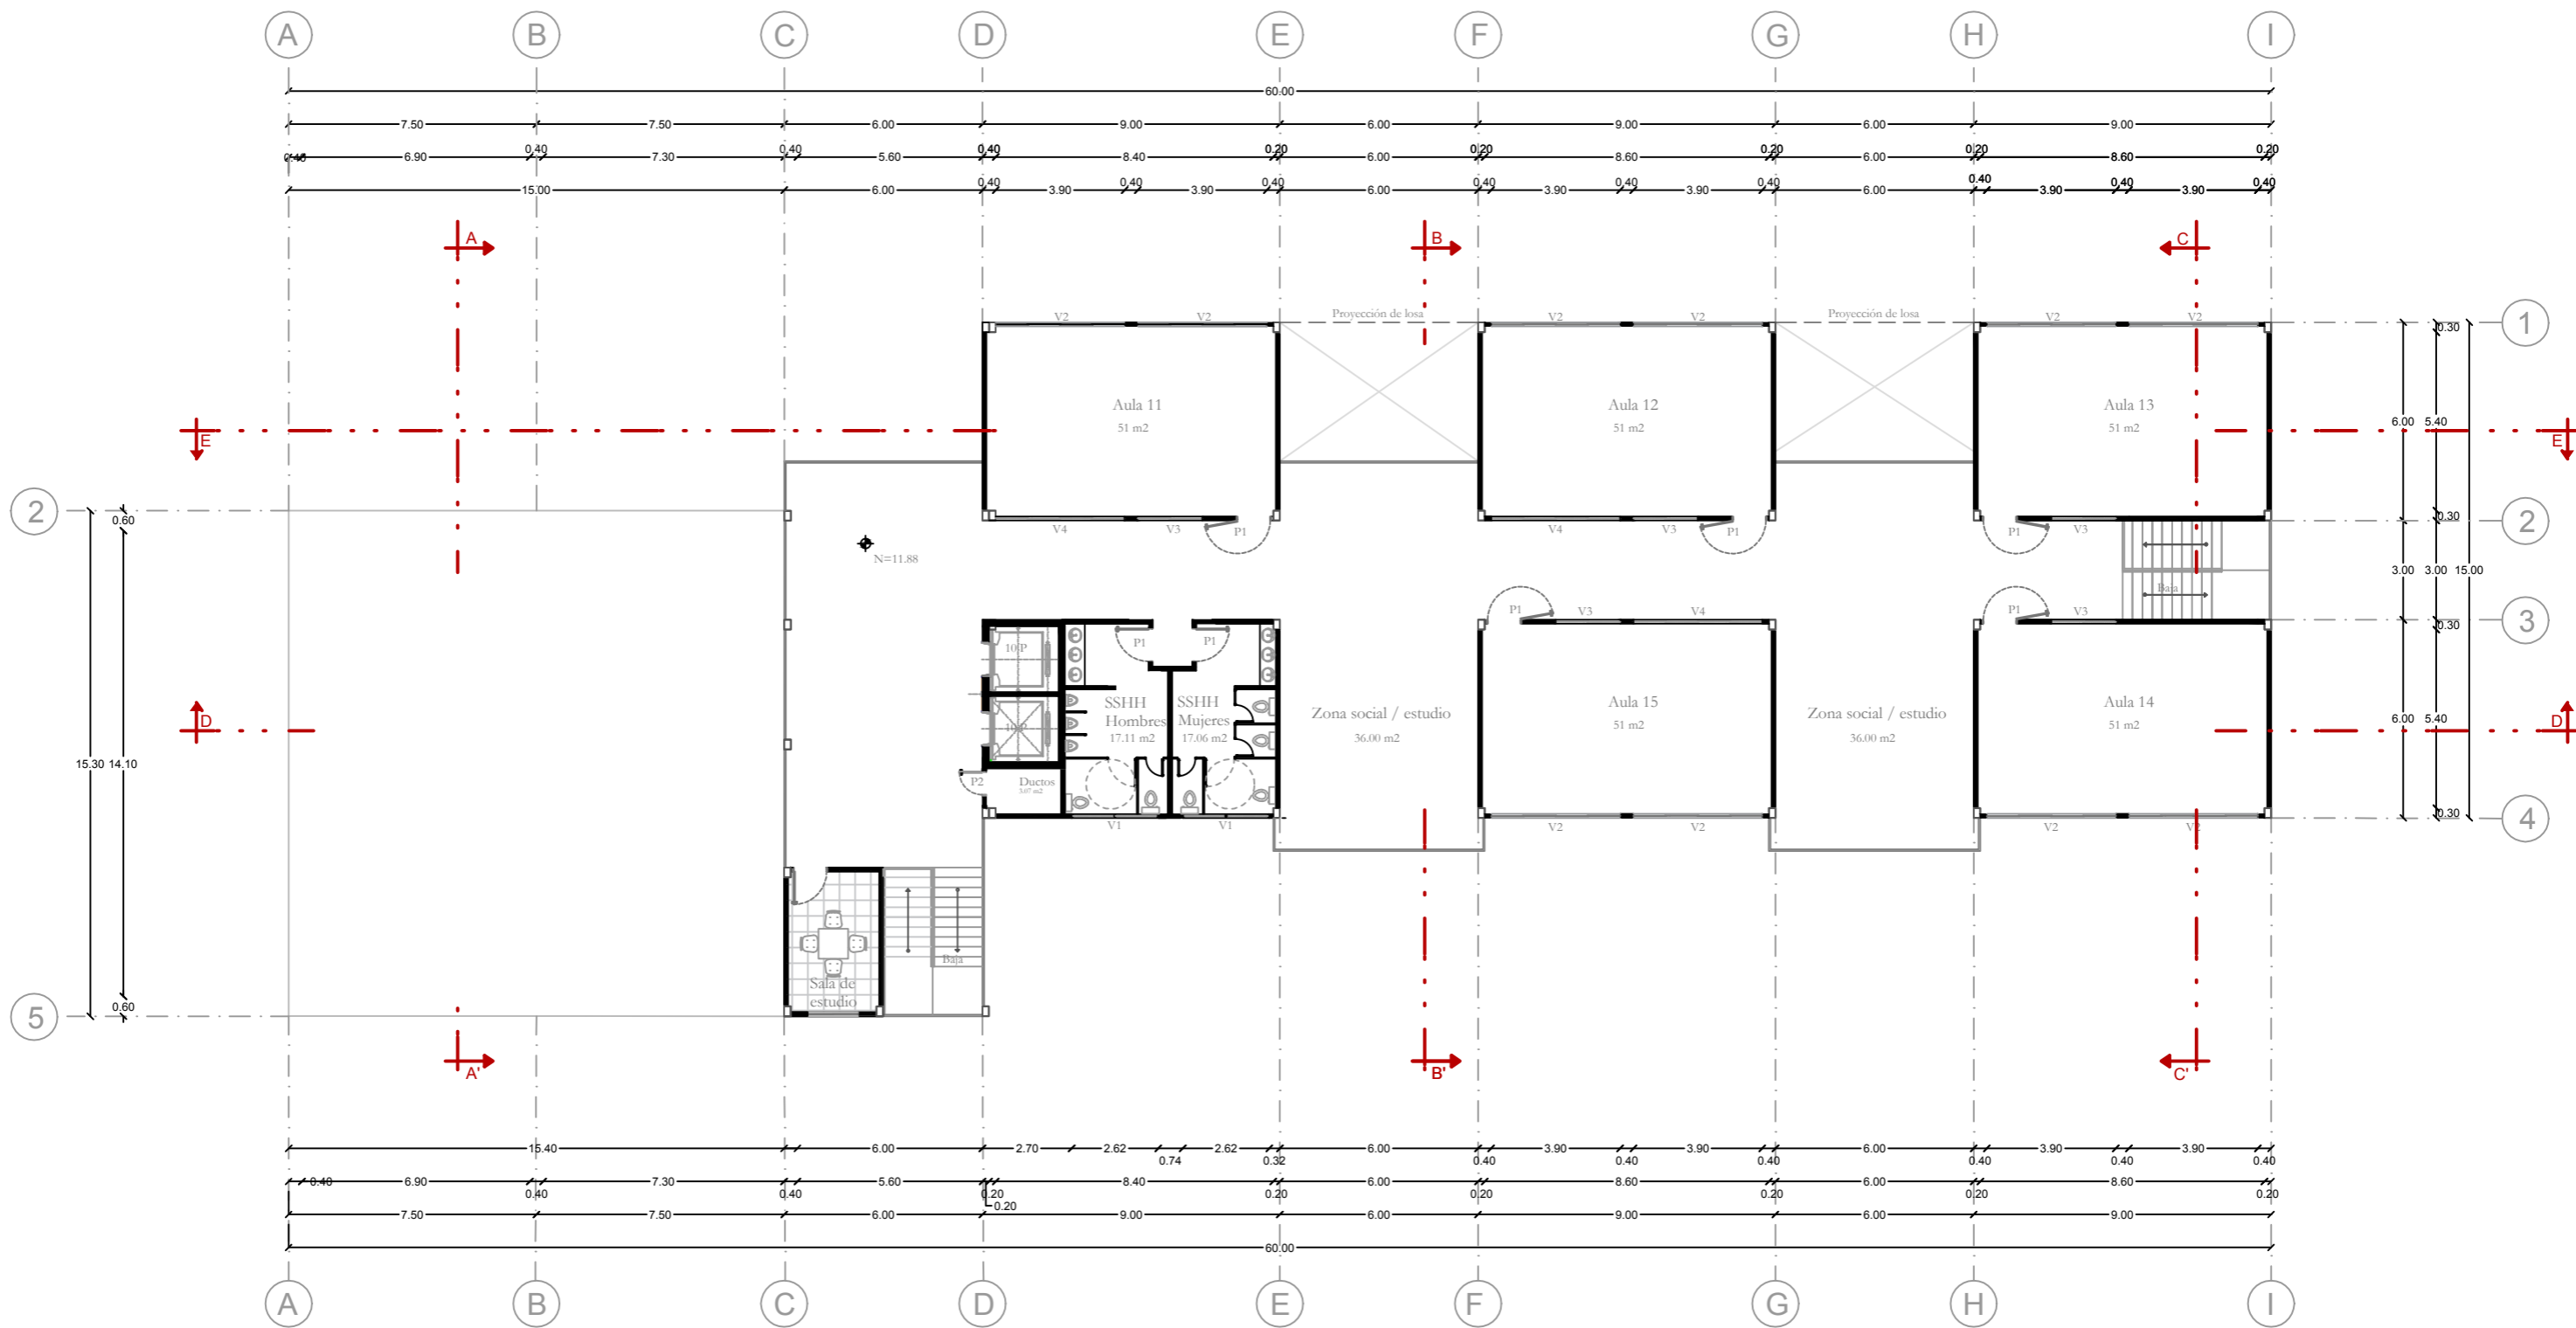 A B C D E F G H I
60.00
7.50 7.50 6.00 9.00 6.00 9.00 6.00 9.00
6.90 0.40 7.30 0.40 5.60 0.40 8.40 0.20 6.00 0.20 8.60 0.20 6.00 0.20 8.60 0.20
15.00 6.00 0.40 3.90 0.40 3.90 0.40 6.00 0.40 3.90 0.40 3.90 0.40 6.00 0.40 3.90 0.40 3.90 0.40
A B C
V2 V2 Proyección de losa V2 V2 Proyección de losa V2 V2
1
0.30
Aula 11
51 m2
Aula 12
51 m2
Aula 13
51 m2
6.00 5.40
E E
2 0.60
0.30 2
V4 V3 P1 V4 V3 P1 P1 V3
N=11.88
3.00 3.00 15.00
Baja
P1 V3 V4 P1 V3
0.30 3
10 P
P1 P1
SSHH
Hombres
17.11 m2
SSHH
Mujeres
17.06 m2
Zona social / estudio
36.00 m2
Aula 15
51 m2
Zona social / estudio
36.00 m2
Aula 14
51 m2
6.00 5.40
D D
10 P
15.30 14.10
P2 Ductos
3.07 m2
V1 V1 V2 V2 V2 V2
0.30 4
Baja
Sala de
estudio
0.60
5
A' B' C'
15.40 6.00 2.70 2.62 0.74 2.62 0.32 6.00 0.40 3.90 0.40 3.90 0.40 6.00 0.40 3.90 0.40 3.90 0.40
0.40 6.90 0.40 7.30 0.40 5.60 0.20 0.20 8.40 0.20 6.00 0.20 8.60 0.20 6.00 0.20 8.60 0.20
7.50 7.50 6.00 9.00 6.00 9.00 6.00 9.00
60.00
A B C D E F G H I